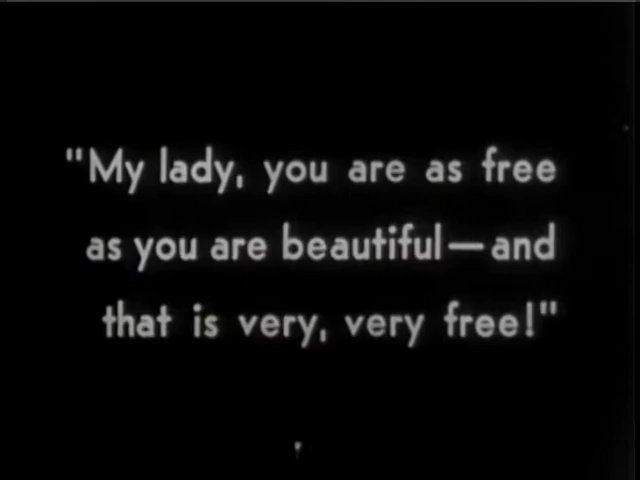 "My lady, you are as free
as you are beautiful—and
that is very, very free!"